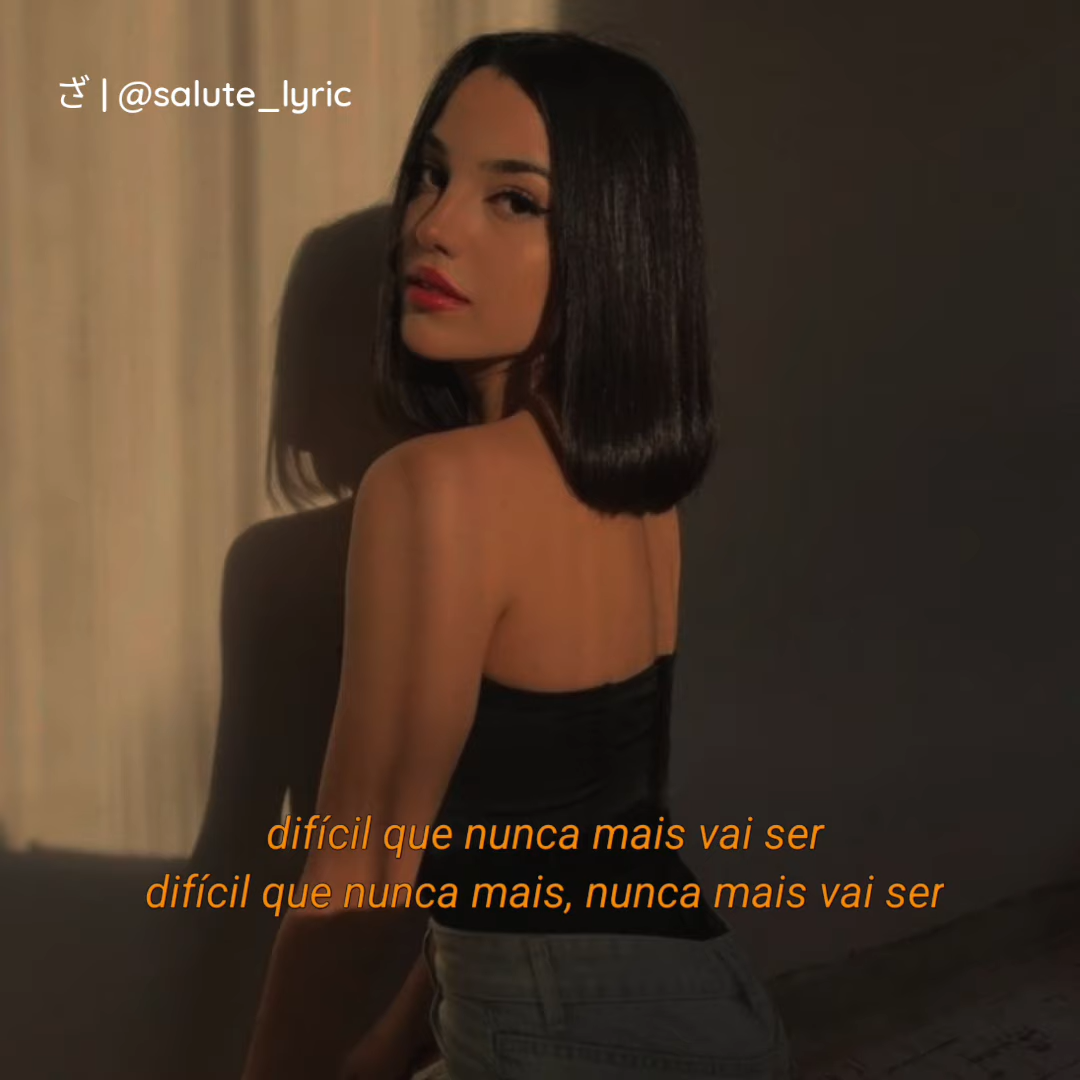 ざ | @salute_lyric
difícil que nunca mais vai ser
difícil que nunca mais, nunca mais vai ser